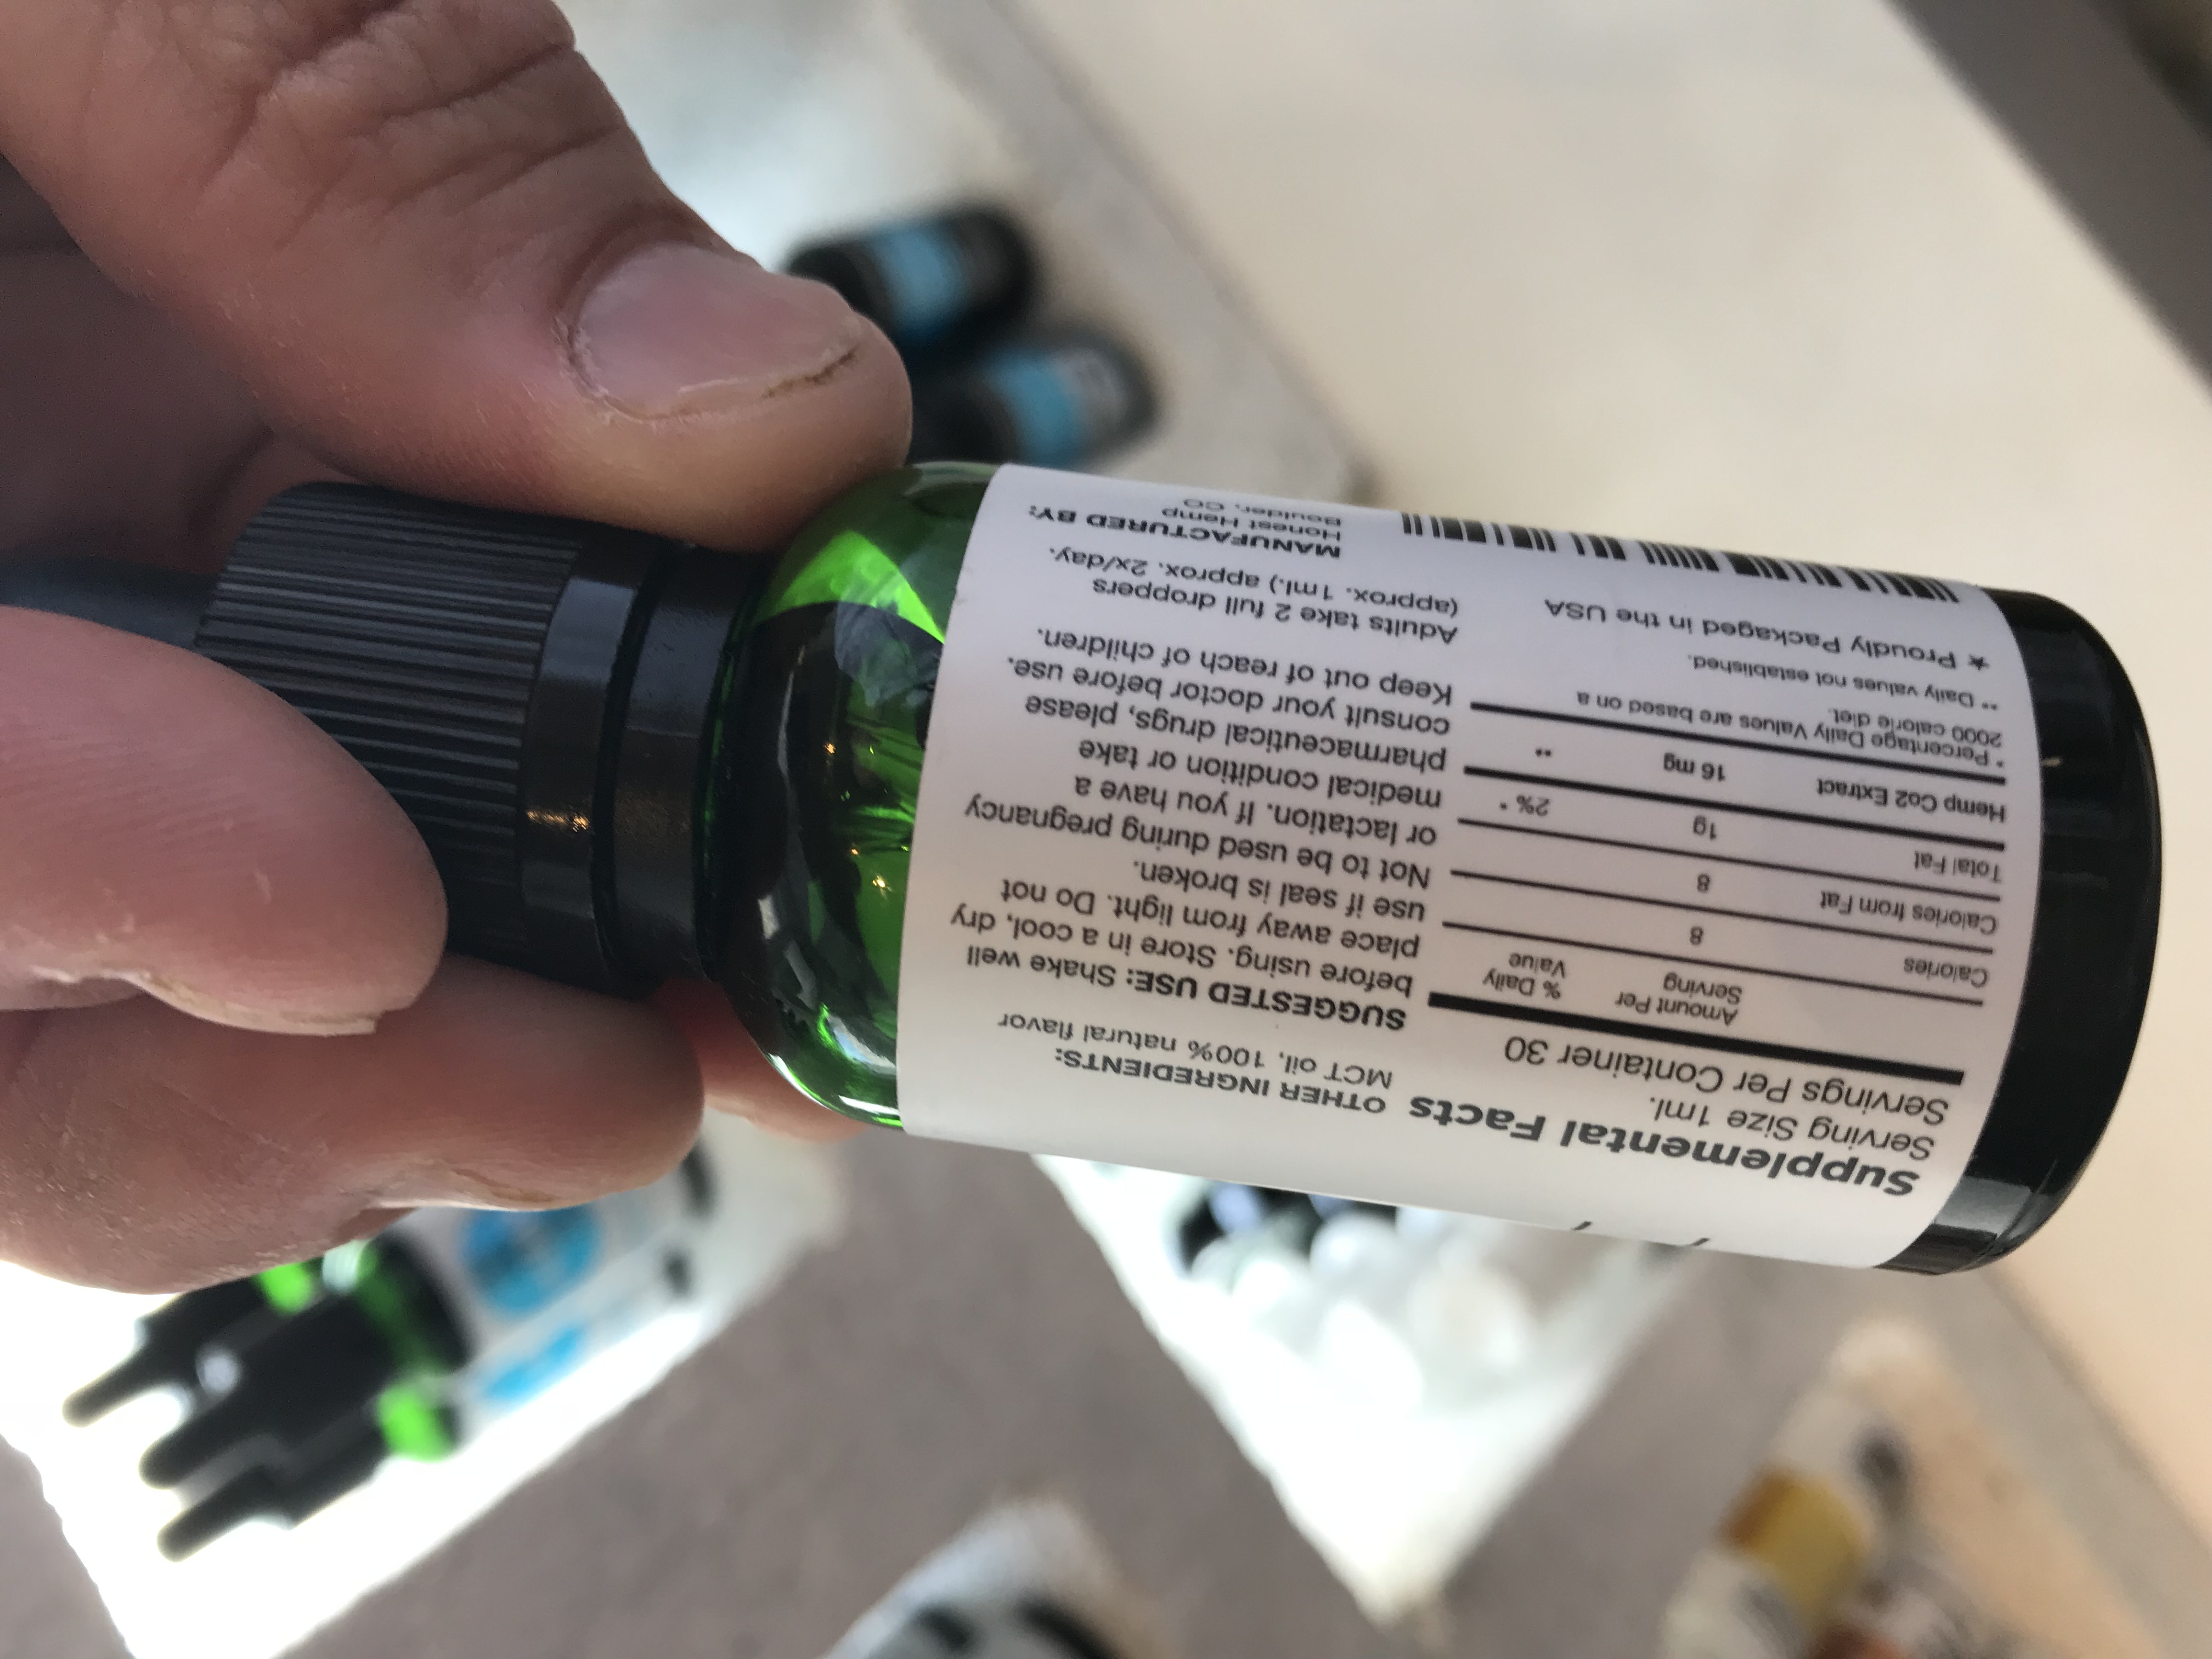 Supplemental Facts
Serving Size 1ml.
Servings Per Container 30
Amount Per Serving % Daily Value
Calories 8
Calories from Fat 8
Total Fat 1g 2% *
Hemp Co2 Extract 16 mg **
* Percentage Daily Values are based on a
2000 calorie diet.
** Daily values not established.
★ Proudly Packaged in the USA
OTHER INGREDIENTS:
MCT oil, 100% natural flavor
SUGGESTED USE: Shake well
before using. Store in a cool, dry
place away from light. Do not
use if seal is broken.
Not to be used during pregnancy
or lactation. If you have a
medical condition or take
pharmaceutical drugs, please
consult your doctor before use.
Keep out of reach of children.
Adults take 2 full droppers
(approx. 1ml.) approx. 2x/day.
MANUFACTURED BY:
Honest Hemp
Boulder, CO